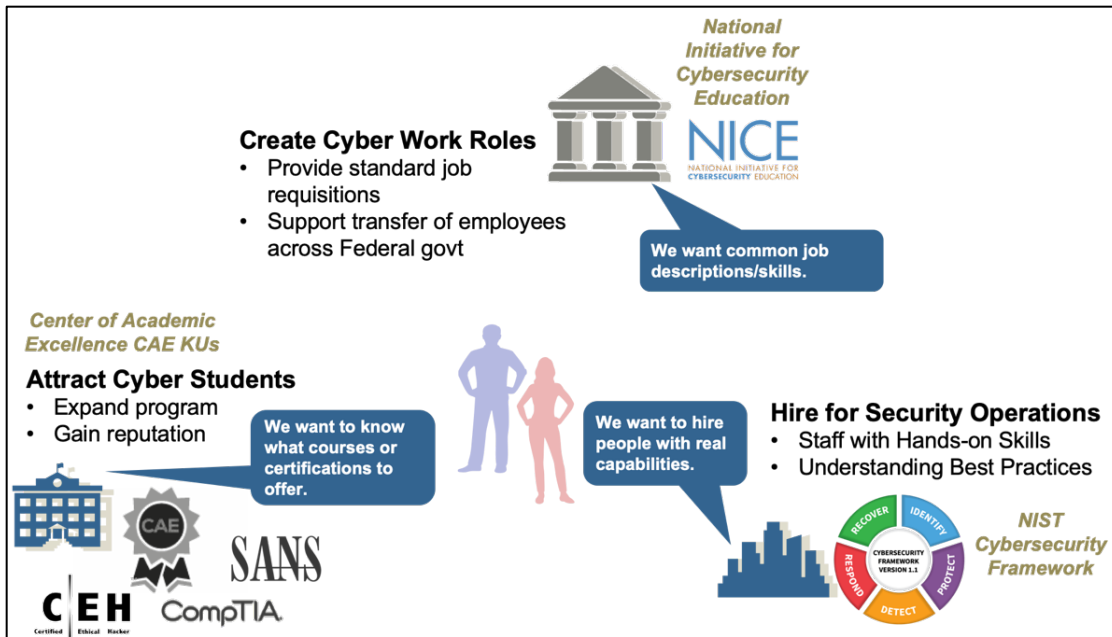 National
Initiative for
Cybersecurity
Education
NICE
NATIONAL INITIATIVE FOR
CYBERSECURITY EDUCATION
Create Cyber Work Roles
• Provide standard job
requisitions
• Support transfer of employees
across Federal govt
We want common job
descriptions/skills.
Center of Academic
Excellence CAE KUs
Attract Cyber Students
• Expand program
• Gain reputation
We want to know
what courses or
certifications to
offer.
CAE
SANS
CEH
Certified Ethical Hacker
CompTIA.
We want to hire
people with real
capabilities.
Hire for Security Operations
• Staff with Hands-on Skills
• Understanding Best Practices
RECOVER
IDENTIFY
PROTECT
DETECT
RESPOND
CYBERSECURITY
FRAMEWORK
VERSION 1.1
NIST
Cybersecurity
Framework